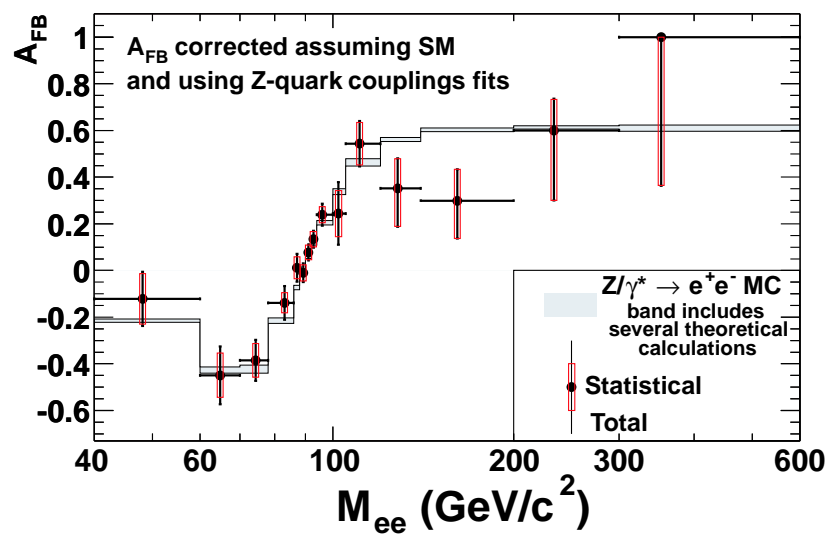 A_FB
A_FB corrected assuming SM
and using Z-quark couplings fits
1
0.8
0.6
0.4
0.2
0
-0.2
-0.4
-0.6
Z/γ* → e⁺e⁻ MC
band includes
several theoretical
calculations
Statistical
Total
40 60 100 200 300 400 600
M_ee (GeV/c²)